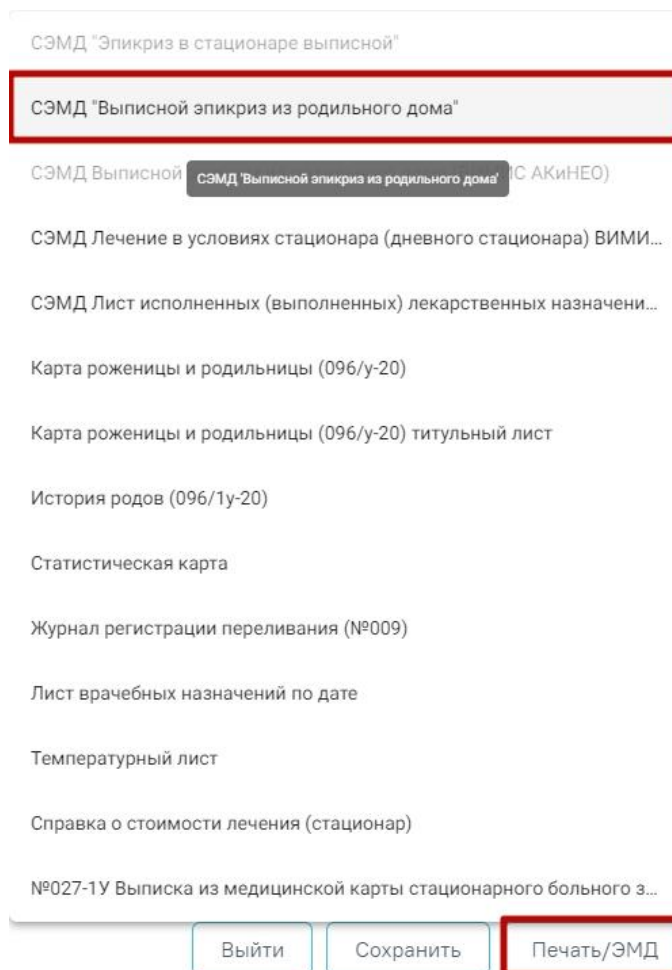 СЭМД "Эпикриз в стационаре выписной"
СЭМД "Выписной эпикриз из родильного дома"
СЭМД Выписной ИС АКиНЕО)
СЭМД 'Выписной эпикриз из родильного дома'
СЭМД Лечение в условиях стационара (дневного стационара) ВИМИ...
СЭМД Лист исполненных (выполненных) лекарственных назначени...
Карта роженицы и родильницы (096/у-20)
Карта роженицы и родильницы (096/у-20) титульный лист
История родов (096/1у-20)
Статистическая карта
Журнал регистрации переливания (№009)
Лист врачебных назначений по дате
Температурный лист
Справка о стоимости лечения (стационар)
№027-1У Выписка из медицинской карты стационарного больного з...
Выйти Сохранить Печать/ЭМД